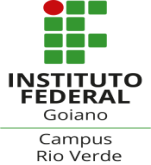 INSTITUTO
FEDERAL
Goiano
Campus
Rio Verde